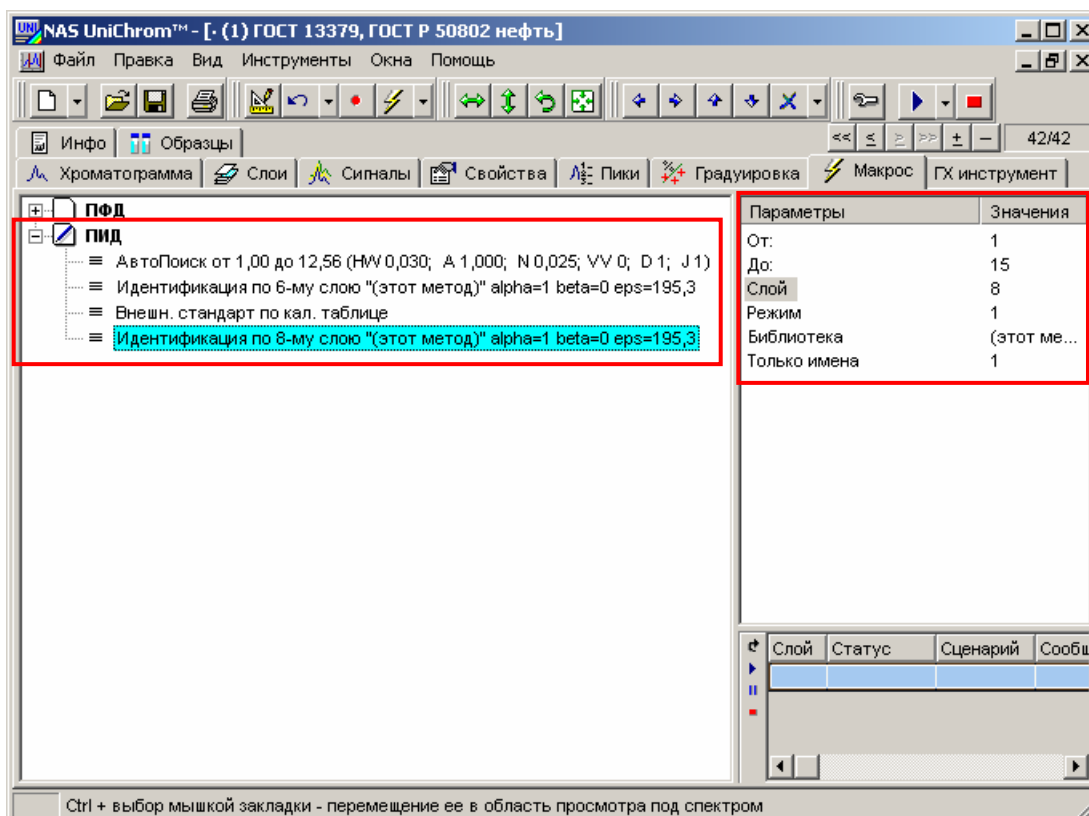 NAS UniChrom™ - [· (1) ГОСТ 13379, ГОСТ Р 50802 нефть]
Файл Правка Вид Инструменты Окна Помощь
Инфо Образцы << ≤ ≥ >> ± − 42/42
Хроматограмма Слои Сигналы Свойства Пики Градуировка Макрос ГХ инструмент
ПФД
ПИД
АвтоПоиск от 1,00 до 12,56 (HW 0,030; A 1,000; N 0,025; VV 0; D 1; J 1)
Идентификация по 6-му слою "(этот метод)" alpha=1 beta=0 eps=195,3
Внешн. стандарт по кал. таблице
Идентификация по 8-му слою "(этот метод)" alpha=1 beta=0 eps=195,3
Параметры Значения
От: 1
До: 15
Слой 8
Режим 1
Библиотека (этот ме...
Только имена 1
Слой Статус Сценарий Сообщ
Ctrl + выбор мышкой закладки - перемещение ее в область просмотра под спектром